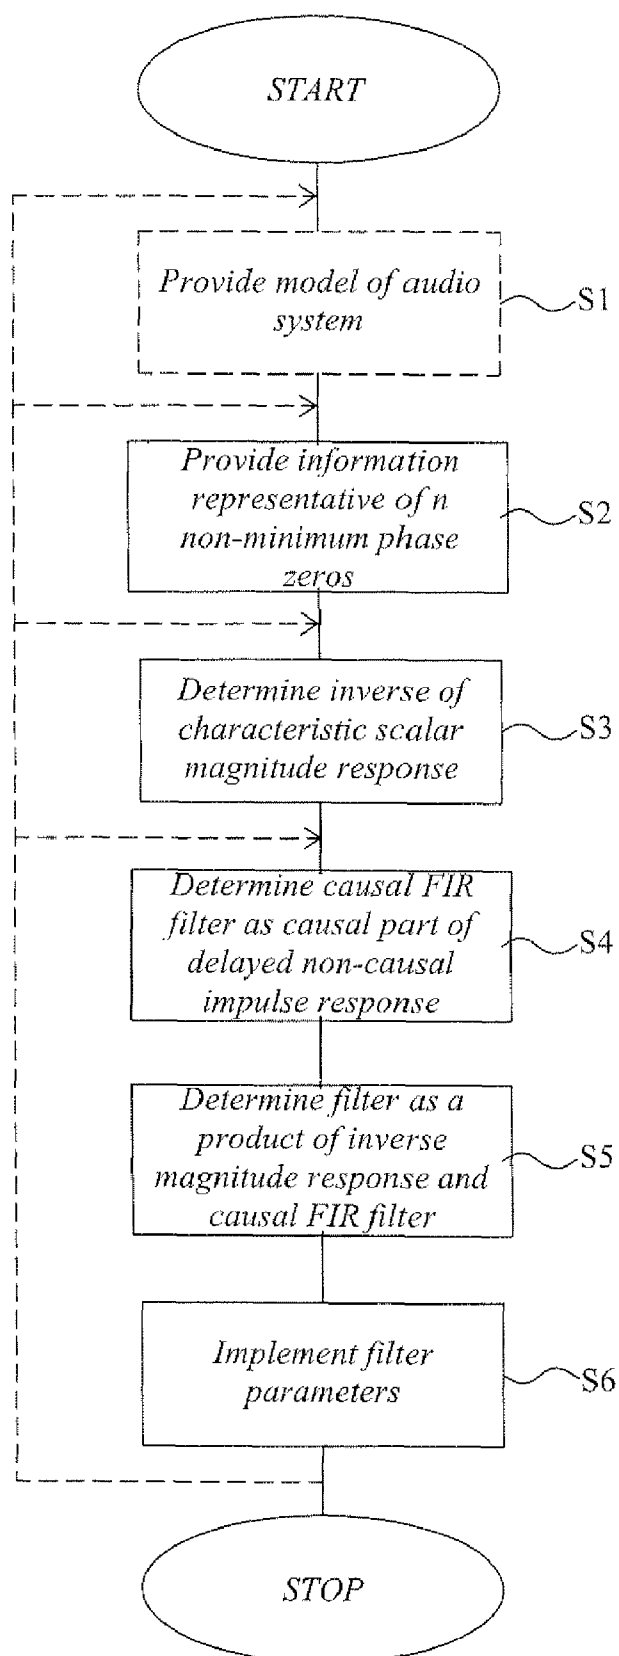 START
Provide model of audio
system
S1
Provide information
representative of n
non-minimum phase
zeros
S2
Determine inverse of
characteristic scalar
magnitude response
S3
Determine causal FIR
filter as causal part of
delayed non-causal
impulse response
S4
Determine filter as a
product of inverse
magnitude response and
causal FIR filter
S5
Implement filter
parameters
S6
STOP